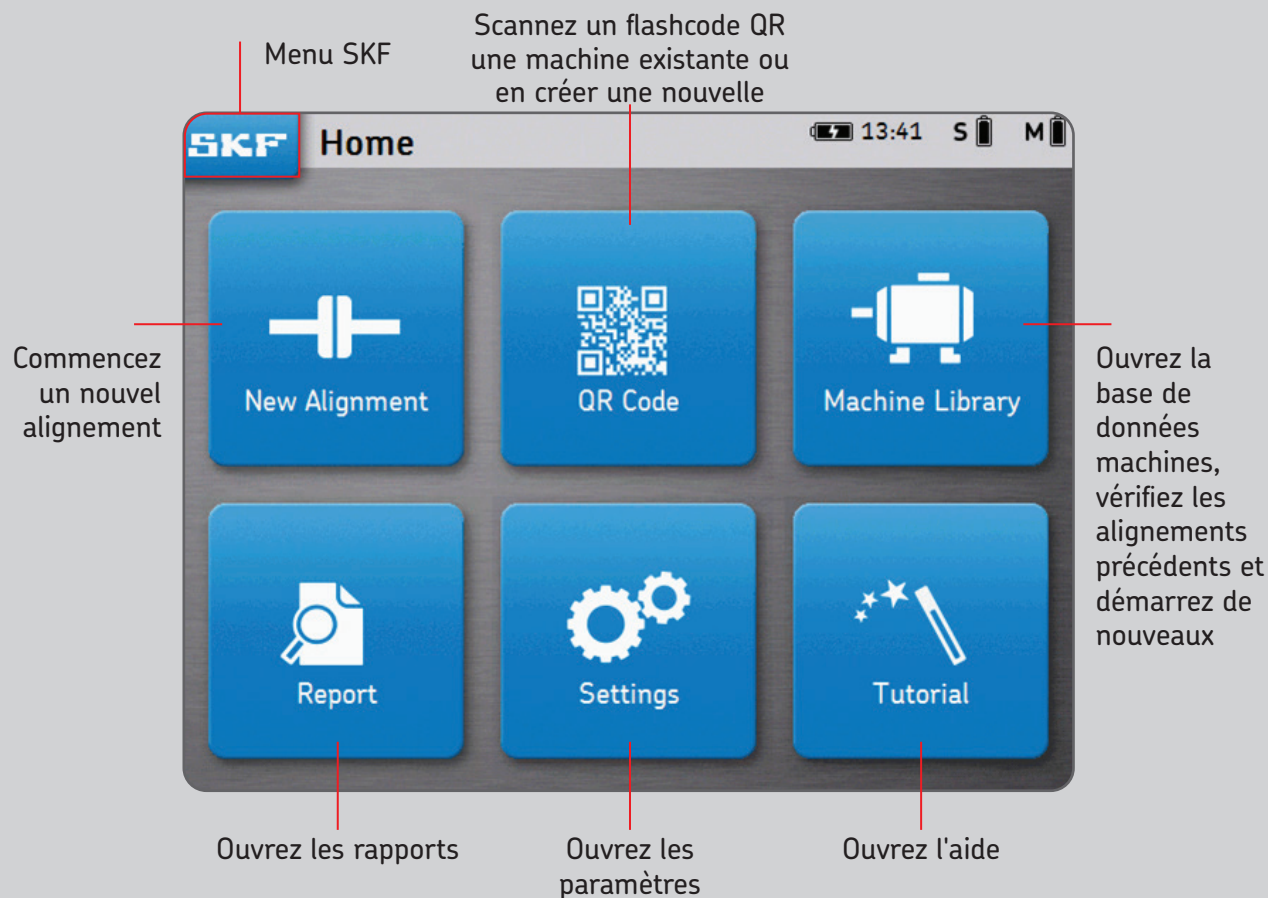 Menu SKF
Scannez un flashcode QR
une machine existante ou
en créer une nouvelle
SKF Home 13:41 S M
Commencez
un nouvel
alignement
New Alignment
QR Code
Machine Library
Ouvrez la
base de
données
machines,
vérifiez les
alignements
précédents et
démarrez de
nouveaux
Report
Settings
Tutorial
Ouvrez les rapports
Ouvrez les
paramètres
Ouvrez l'aide